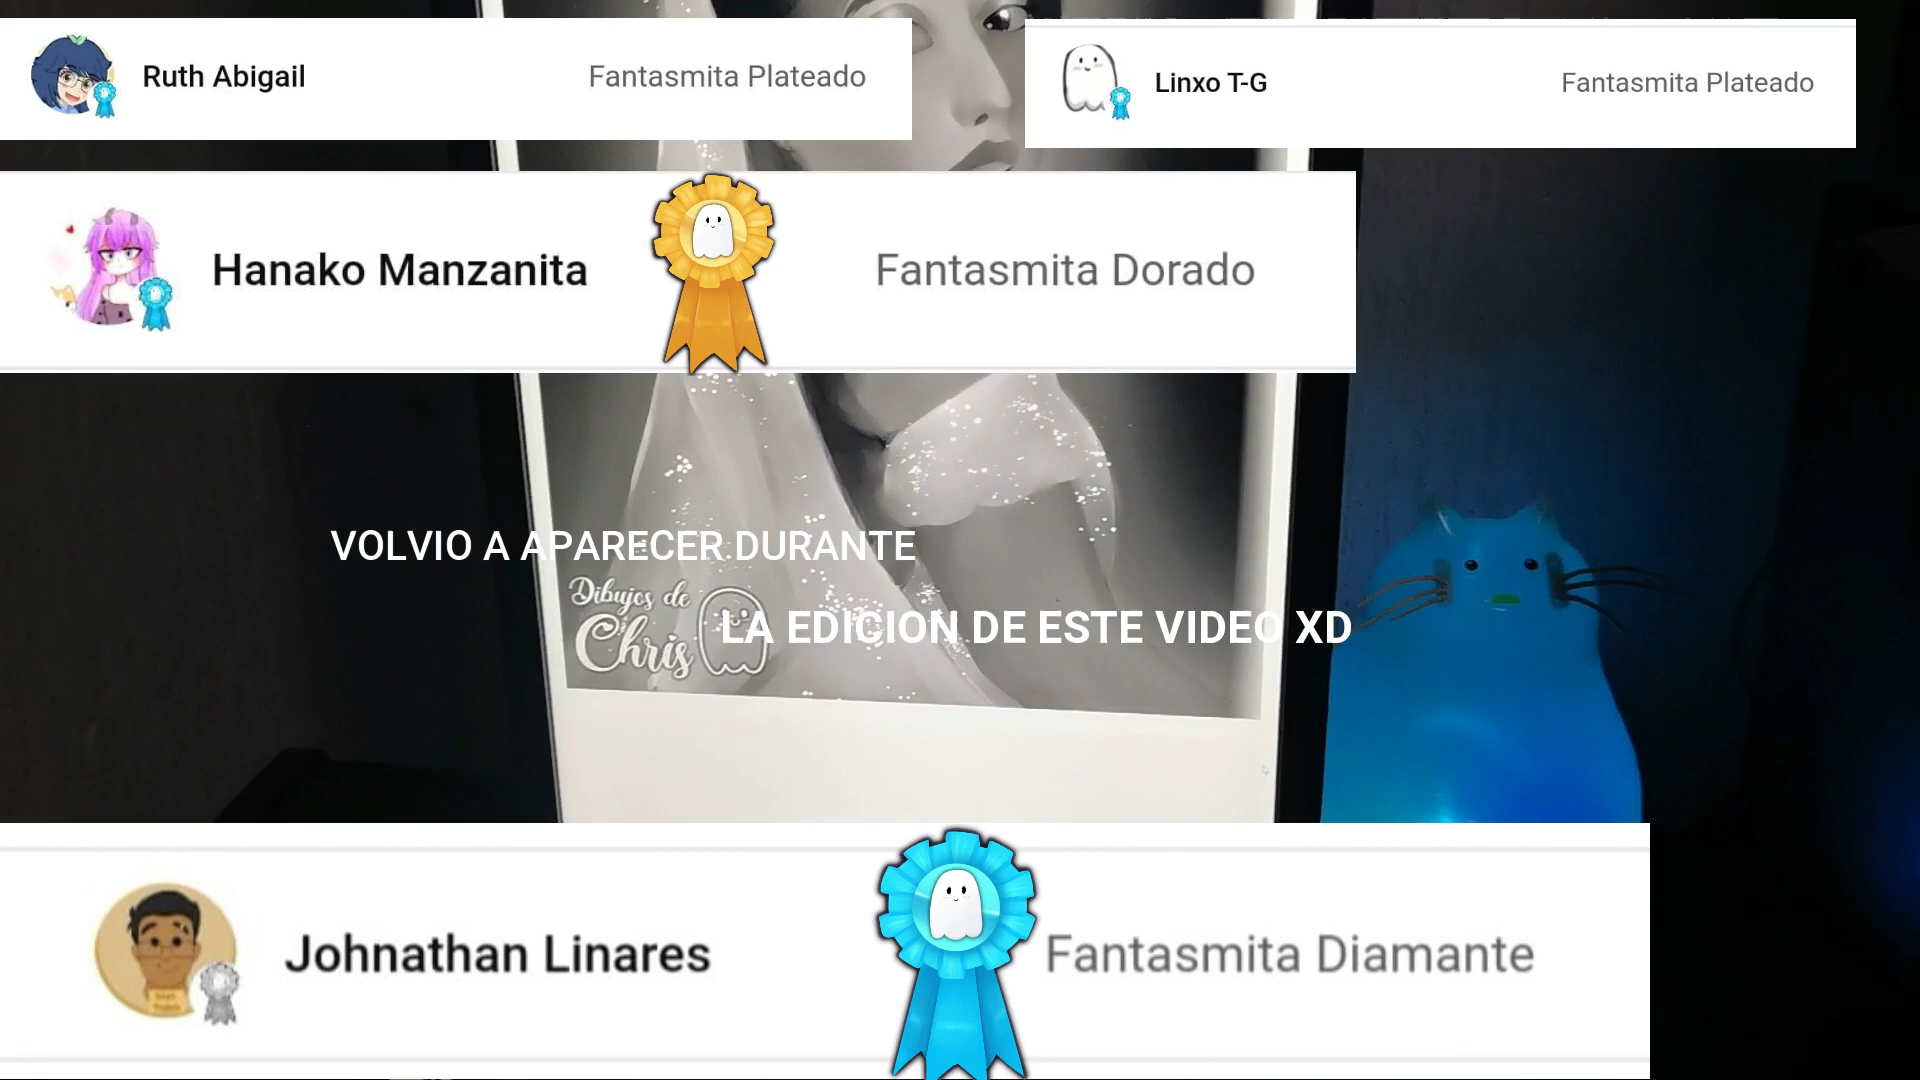 Ruth Abigail
Fantasmita Plateado
Linxo T-G
Fantasmita Plateado
Hanako Manzanita
Fantasmita Dorado
VOLVIO A APARECER DURANTE
Dibujos de
Chris
LA EDICION DE ESTE VIDEO XD
Johnathan Linares
Fantasmita Diamante